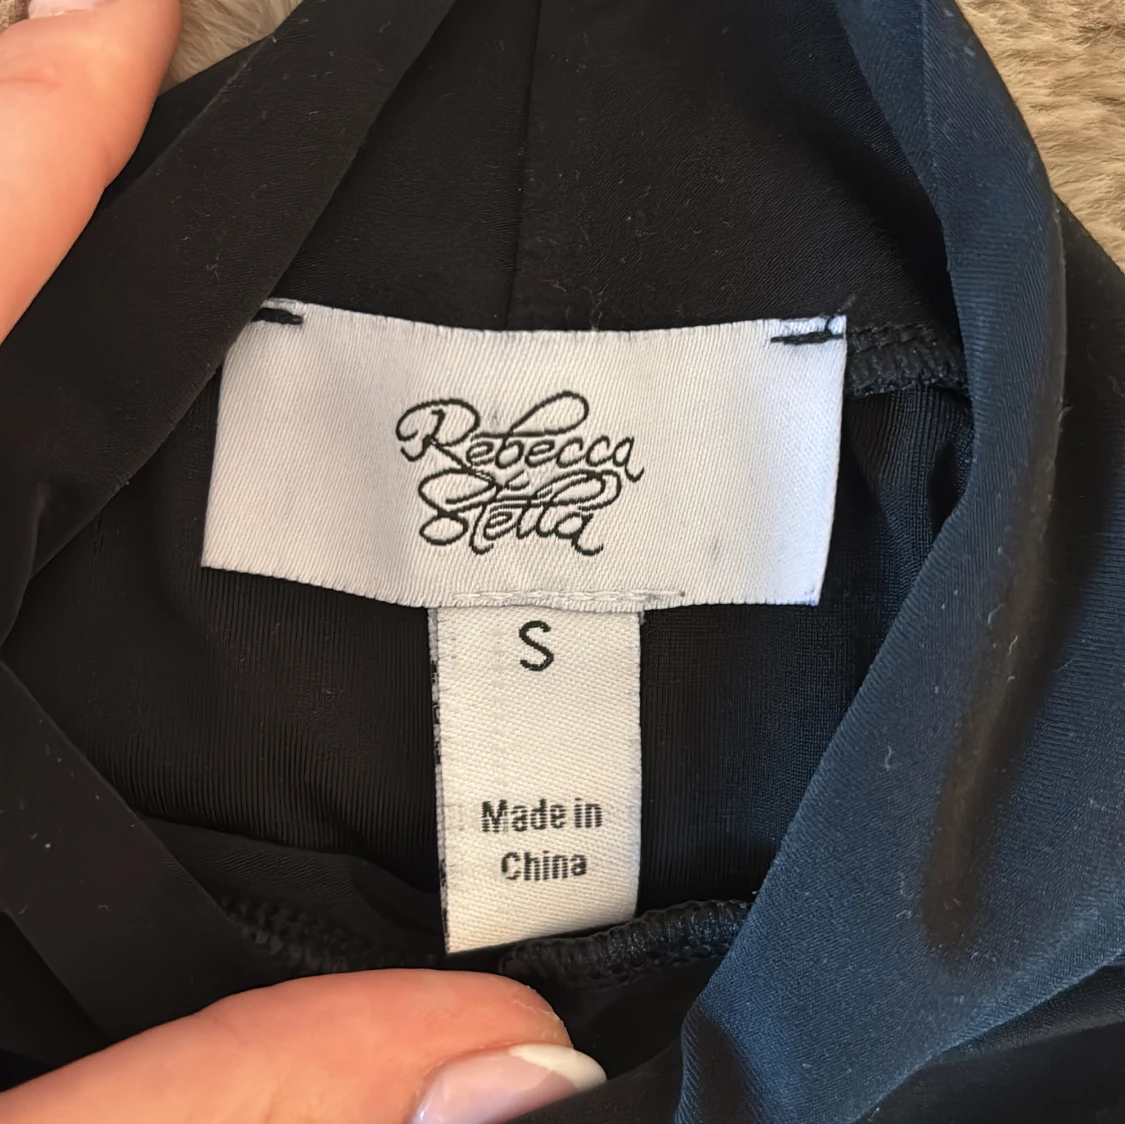 Rebecca
Stella
S
Made in
China